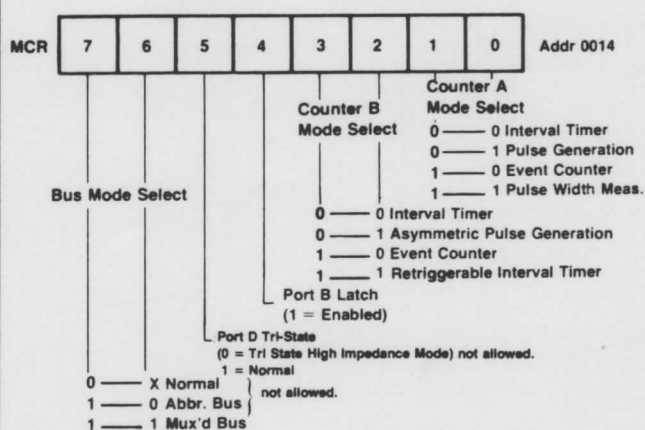 MCR 7 6 5 4 3 2 1 0 Addr 0014
Counter A
Mode Select
0 — 0 Interval Timer
0 — 1 Pulse Generation
1 — 0 Event Counter
1 — 1 Pulse Width Meas.
Counter B
Mode Select
0 — 0 Interval Timer
0 — 1 Asymmetric Pulse Generation
1 — 0 Event Counter
1 — 1 Retriggerable Interval Timer
Port B Latch
(1 = Enabled)
Port D Tri-State
(0 = Tri State High Impedance Mode) not allowed.
1 = Normal
Bus Mode Select
0 — X Normal
1 — 0 Abbr. Bus
not allowed.
1 — 1 Mux'd Bus